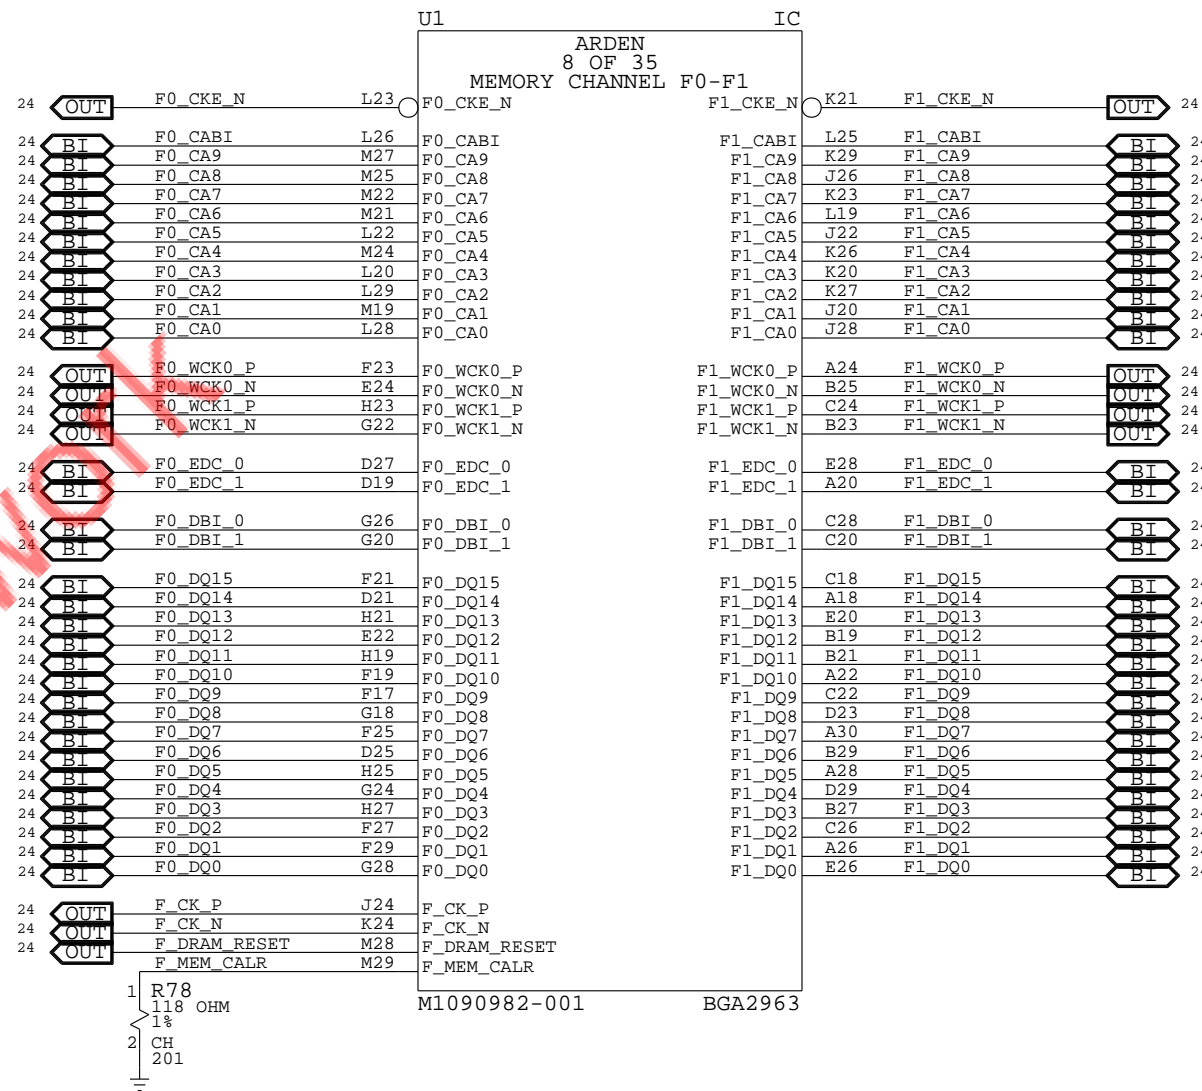 U1 IC
ARDEN
8 OF 35
MEMORY CHANNEL F0-F1
24 OUT F0_CKE_N L23 F0_CKE_N F1_CKE_N K21 F1_CKE_N OUT 24
24 BI F0_CABI L26 F0_CABI F1_CABI L25 F1_CABI BI
24 BI F0_CA9 M27 F0_CA9 F1_CA9 K29 F1_CA9 BI
24 BI F0_CA8 M25 F0_CA8 F1_CA8 J26 F1_CA8 BI
24 BI F0_CA7 M22 F0_CA7 F1_CA7 K23 F1_CA7 BI
24 BI F0_CA6 M21 F0_CA6 F1_CA6 L19 F1_CA6 BI
24 BI F0_CA5 L22 F0_CA5 F1_CA5 J22 F1_CA5 BI
24 BI F0_CA4 M24 F0_CA4 F1_CA4 K26 F1_CA4 BI
24 BI F0_CA3 L20 F0_CA3 F1_CA3 K20 F1_CA3 BI
24 BI F0_CA2 L29 F0_CA2 F1_CA2 K27 F1_CA2 BI
24 BI F0_CA1 M19 F0_CA1 F1_CA1 J20 F1_CA1 BI
24 BI F0_CA0 L28 F0_CA0 F1_CA0 J28 F1_CA0 BI
24 OUT F0_WCK0_P F23 F0_WCK0_P F1_WCK0_P A24 F1_WCK0_P OUT 24
24 OUT F0_WCK0_N E24 F0_WCK0_N F1_WCK0_N B25 F1_WCK0_N OUT 24
24 OUT F0_WCK1_P H23 F0_WCK1_P F1_WCK1_P C24 F1_WCK1_P OUT 24
24 OUT F0_WCK1_N G22 F0_WCK1_N F1_WCK1_N B23 F1_WCK1_N OUT 24
24 BI F0_EDC_0 D27 F0_EDC_0 F1_EDC_0 E28 F1_EDC_0 BI
24 BI F0_EDC_1 D19 F0_EDC_1 F1_EDC_1 A20 F1_EDC_1 BI
24 BI F0_DBI_0 G26 F0_DBI_0 F1_DBI_0 C28 F1_DBI_0 BI
24 BI F0_DBI_1 G20 F0_DBI_1 F1_DBI_1 C20 F1_DBI_1 BI
24 BI F0_DQ15 F21 F0_DQ15 F1_DQ15 C18 F1_DQ15 BI
24 BI F0_DQ14 D21 F0_DQ14 F1_DQ14 A18 F1_DQ14 BI
24 BI F0_DQ13 H21 F0_DQ13 F1_DQ13 E20 F1_DQ13 BI
24 BI F0_DQ12 E22 F0_DQ12 F1_DQ12 B19 F1_DQ12 BI
24 BI F0_DQ11 H19 F0_DQ11 F1_DQ11 B21 F1_DQ11 BI
24 BI F0_DQ10 F19 F0_DQ10 F1_DQ10 A22 F1_DQ10 BI
24 BI F0_DQ9 F17 F0_DQ9 F1_DQ9 C22 F1_DQ9 BI
24 BI F0_DQ8 G18 F0_DQ8 F1_DQ8 D23 F1_DQ8 BI
24 BI F0_DQ7 F25 F0_DQ7 F1_DQ7 A30 F1_DQ7 BI
24 BI F0_DQ6 D25 F0_DQ6 F1_DQ6 B29 F1_DQ6 BI
24 BI F0_DQ5 H25 F0_DQ5 F1_DQ5 A28 F1_DQ5 BI
24 BI F0_DQ4 G24 F0_DQ4 F1_DQ4 D29 F1_DQ4 BI
24 BI F0_DQ3 H27 F0_DQ3 F1_DQ3 B27 F1_DQ3 BI
24 BI F0_DQ2 F27 F0_DQ2 F1_DQ2 C26 F1_DQ2 BI
24 BI F0_DQ1 F29 F0_DQ1 F1_DQ1 A26 F1_DQ1 BI
24 BI F0_DQ0 G28 F0_DQ0 F1_DQ0 E26 F1_DQ0 BI
24 OUT F_CK_P J24 F_CK_P
24 OUT F_CK_N K24 F_CK_N
24 OUT F_DRAM_RESET M28 F_DRAM_RESET
F_MEM_CALR M29 F_MEM_CALR
M1090982-001 BGA2963
1 R78
118 OHM
1%
2 CH
201